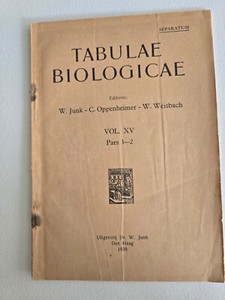 SEPARATUM
TABULAE
BIOLOGICAE
Editores:
W. Junk - C. Oppenheimer - W. Weisbach
VOL. XV
Pars 1—2
Uitgeverij Dr. W. Junk
Den Haag
1938